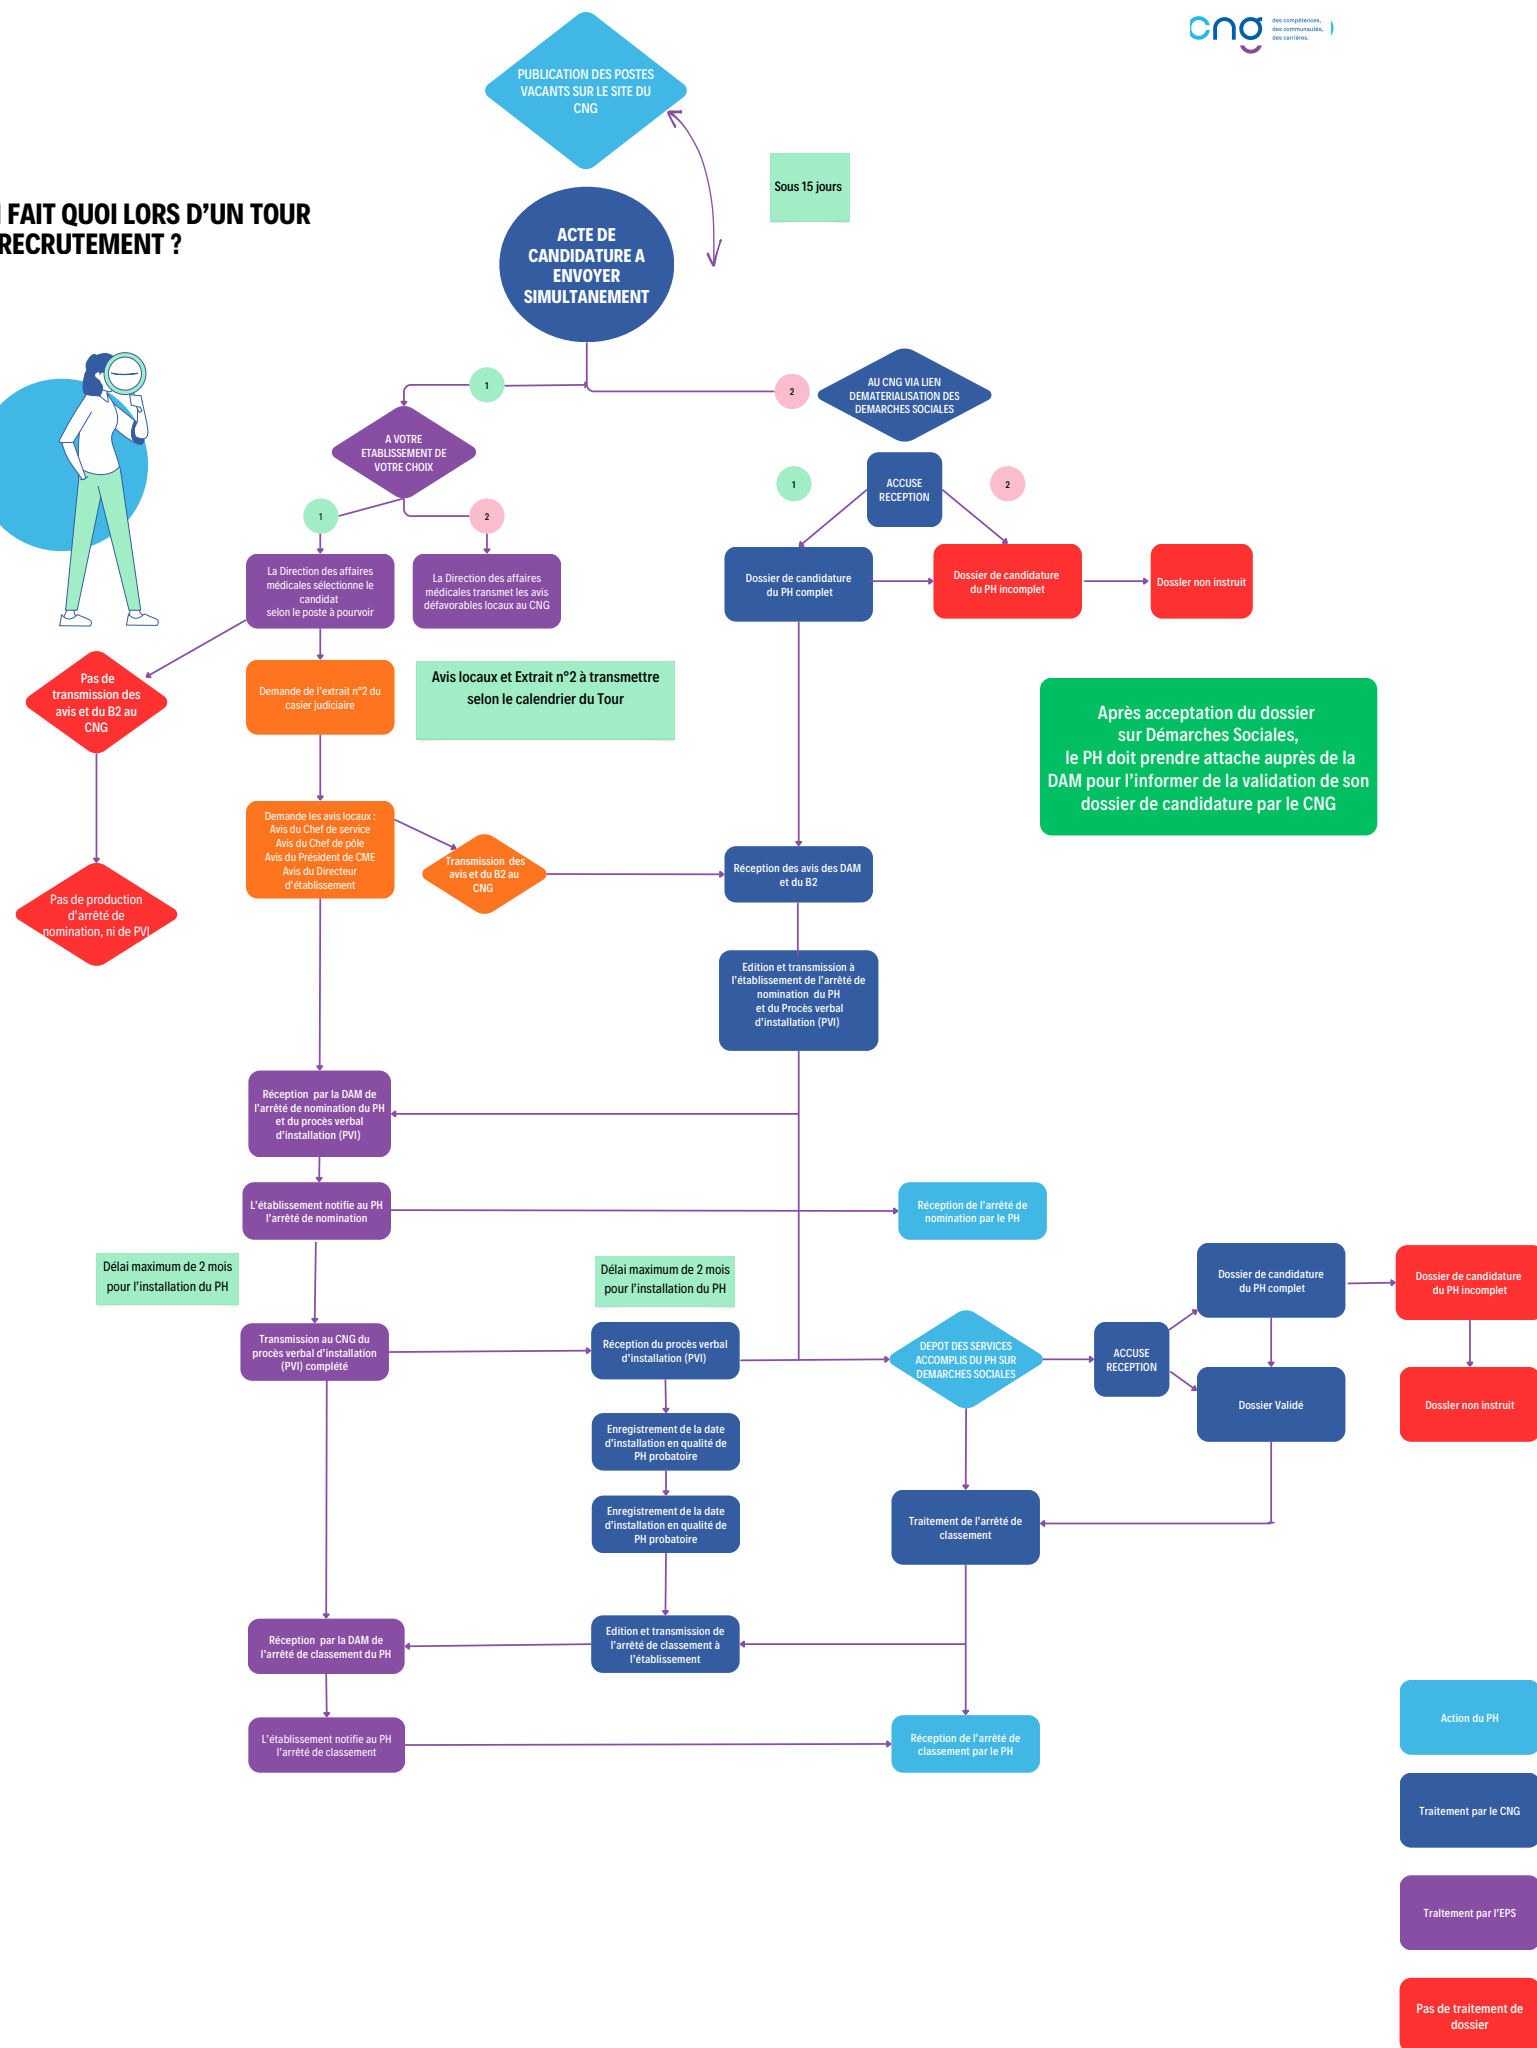 cng
des compétences,
des communautés,
des carrières.
PUBLICATION DES POSTES
VACANTS SUR LE SITE DU
CNG
Sous 15 jours
FAIT QUOI LORS D'UN TOUR
RECRUTEMENT ?
ACTE DE
CANDIDATURE A
ENVOYER
SIMULTANEMENT
1
2
AU CNG VIA LIEN
DEMATERIALISATION DES
DEMARCHES SOCIALES
A VOTRE
ETABLISSEMENT DE
VOTRE CHOIX
1
ACCUSE
RECEPTION
2
1
2
La Direction des affaires
médicales sélectionne le
candidat
selon le poste à pourvoir
La Direction des affaires
médicales transmet les avis
défavorables locaux au CNG
Dossier de candidature
du PH complet
Dossier de candidature
du PH incomplet
Dossler non instruit
Pas de
transmission des
avis et du B2 au
CNG
Demande de l'extrait n°2 du
casier judiciaire
Avis locaux et Extrait n°2 à transmettre
selon le calendrier du Tour
Après acceptation du dossier
sur Démarches Sociales,
le PH doit prendre attache auprès de la
DAM pour l'informer de la validation de son
dossier de candidature par le CNG
Demande les avis locaux :
Avis du Chef de service
Avis du Chef de pôle
Avis du Président de CME
Avis du Directeur
d'établissement
Transmission des
avis et du B2 au
CNG
Réception des avis des DAM
et du B2
Pas de production
d'arrêté de
nomination, ni de PVI
Edition et transmission à
l'établissement de l'arrêté de
nomination du PH
et du Procès verbal
d'installation (PVI)
Réception par la DAM de
l'arrêté de nomination du PH
et du procès verbal
d'installation (PVI)
L'établissement notifie au PH
l'arrêté de nomination
Réception de l'arrêté de
nomination par le PH
Délai maximum de 2 mois
pour l'installation du PH
Délai maximum de 2 mois
pour l'installation du PH
Dossier de candidature
du PH complet
Dossier de candidature
du PH incomplet
Transmission au CNG du
procès verbal d'installation
(PVI) complété
Réception du procès verbal
d'installation (PVI)
DEPOT DES SERVICES
ACCOMPLIS DU PH SUR
DEMARCHES SOCIALES
ACCUSE
RECEPTION
Dossier Validé
Dossler non instruit
Enregistrement de la date
d'installation en qualité de
PH probatoire
Enregistrement de la date
d'installation en qualité de
PH probatoire
Traitement de l'arrêté de
classement
Réception par la DAM de
l'arrêté de classement du PH
Edition et transmission de
l'arrêté de classement à
l'établissement
L'établissement notifie au PH
l'arrêté de classement
Réception de l'arrêté de
classement par le PH
Action du PH
Traitement par le CNG
Traltement par l'EPS
Pas de traitement de
dossier